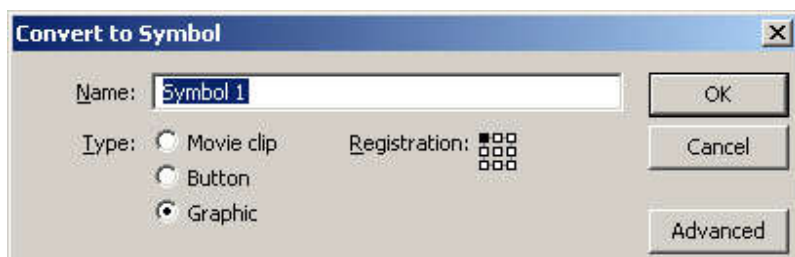 Convert to Symbol
Name: Symbol 1 OK
Type: Movie clip Registration: Cancel
Button
Graphic
Advanced